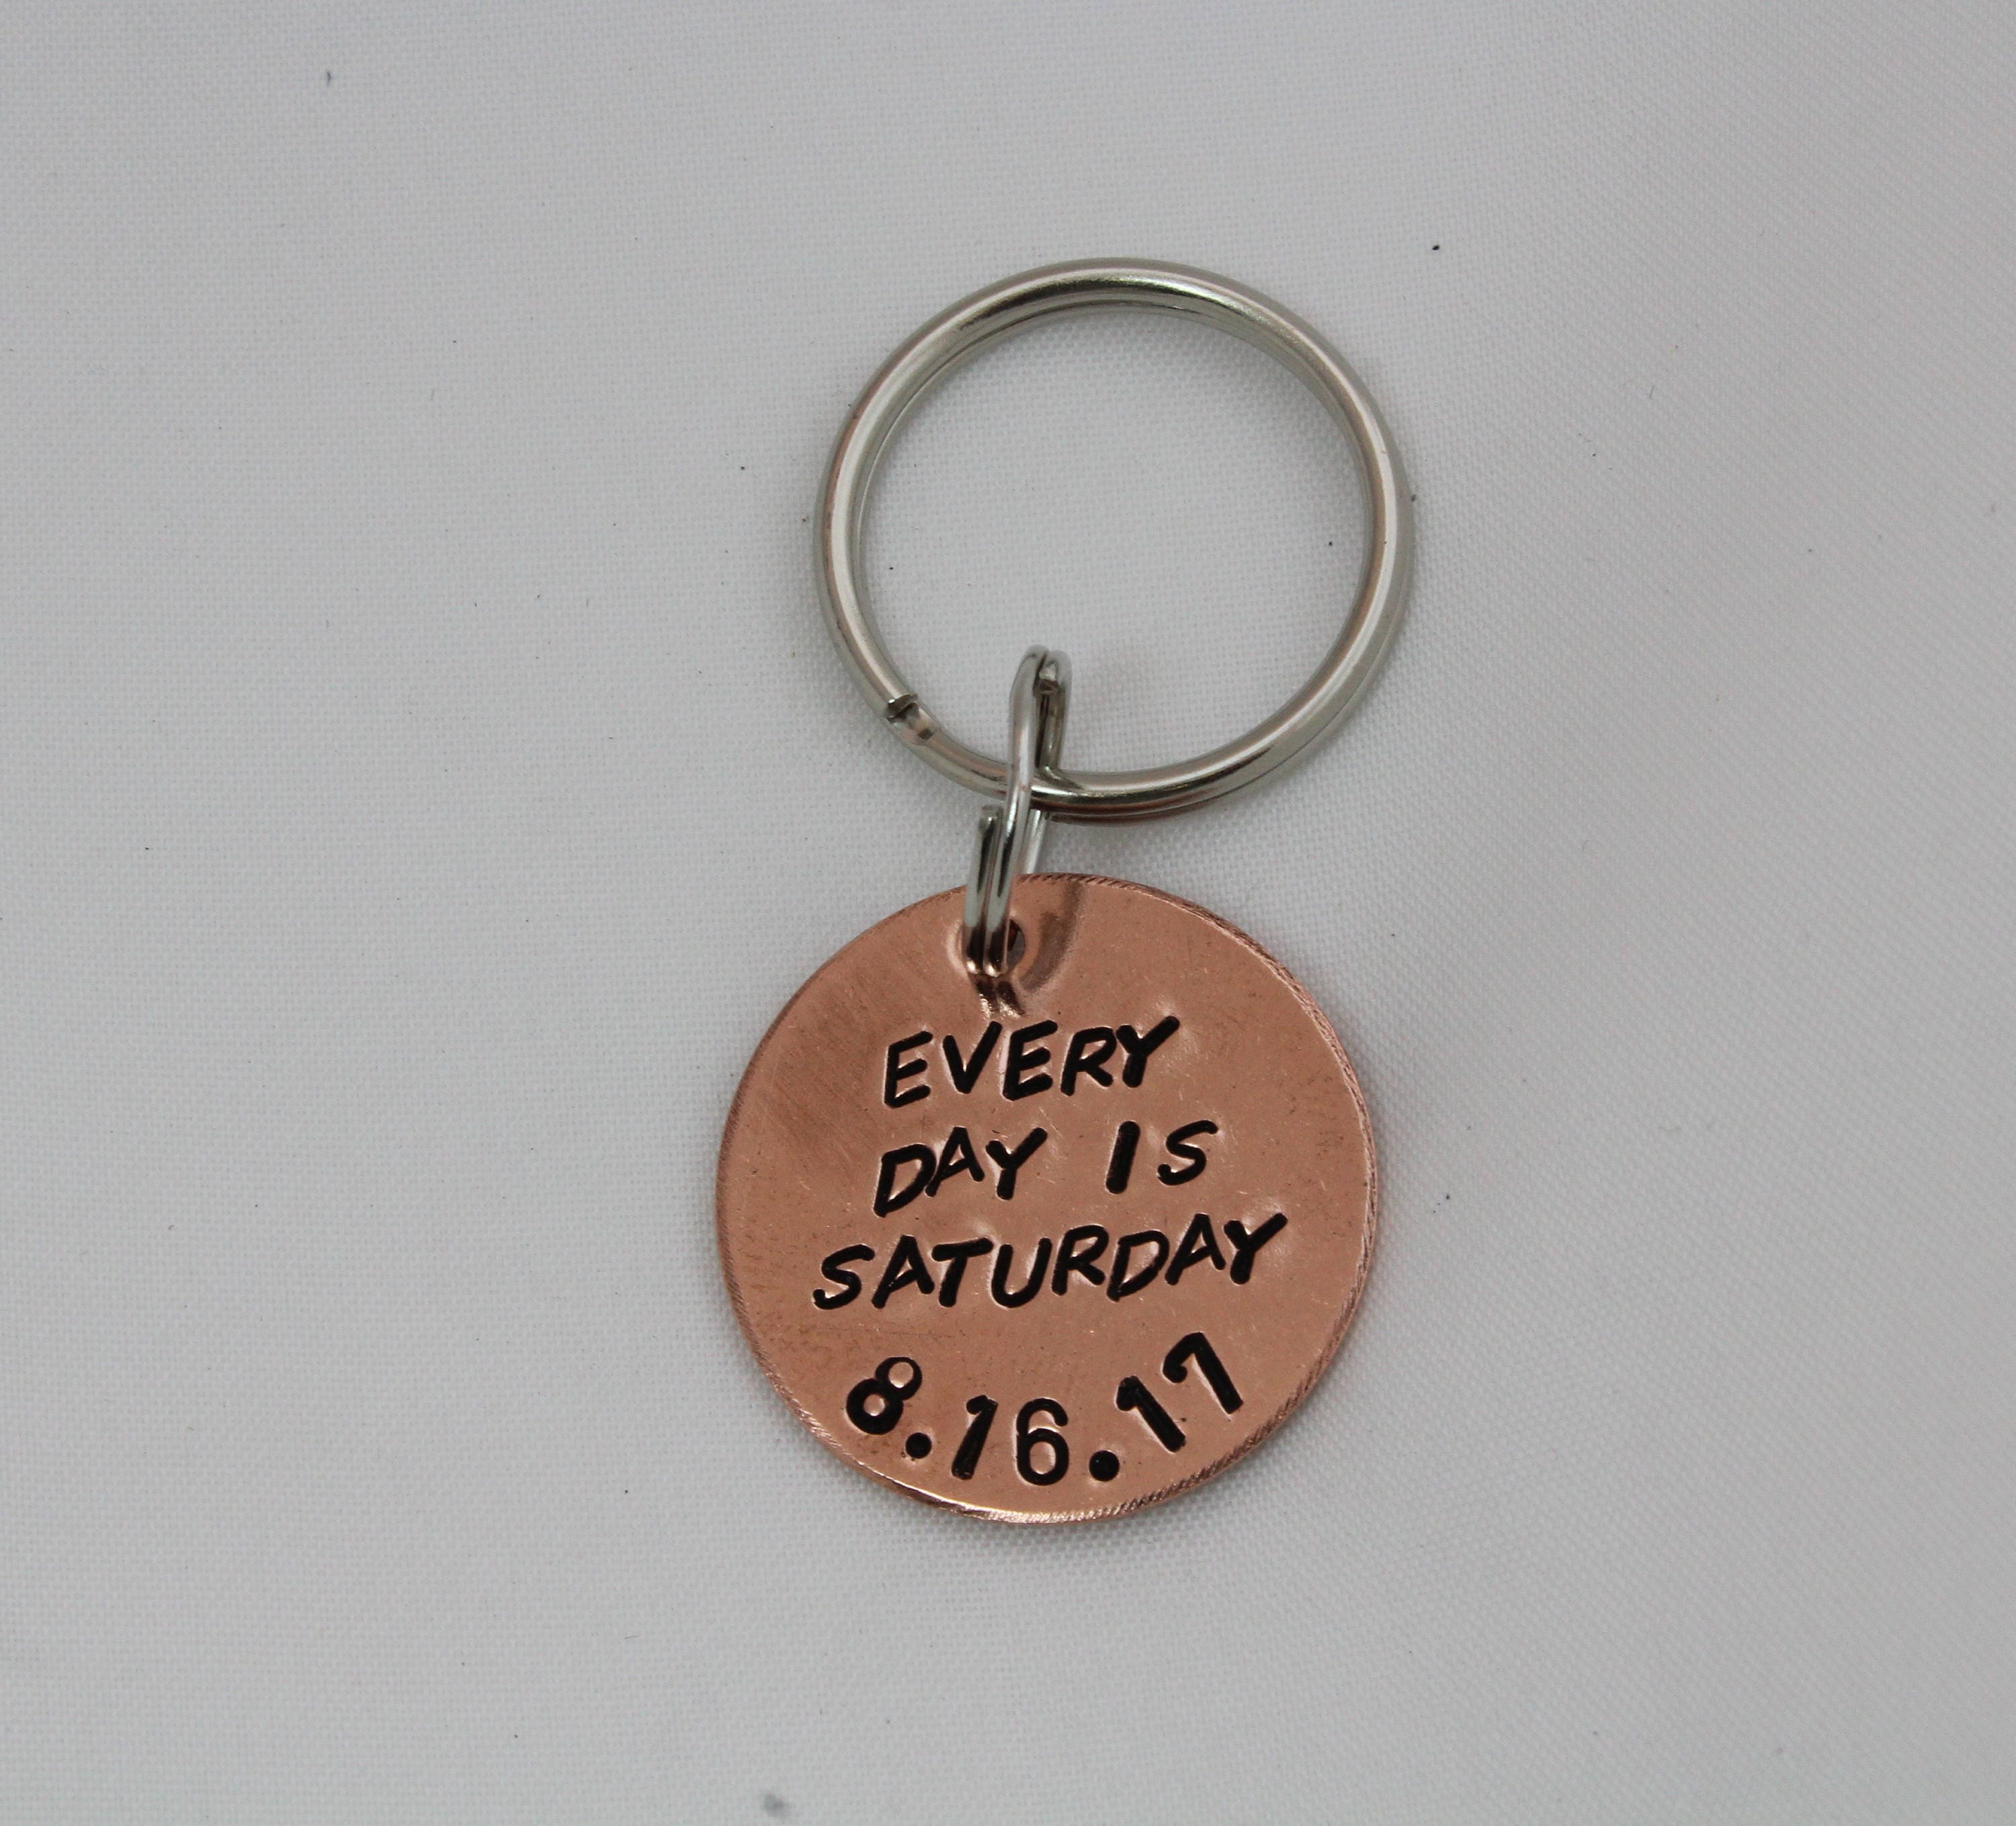 EVERY
DAY IS
SATURDAY
8.16.17